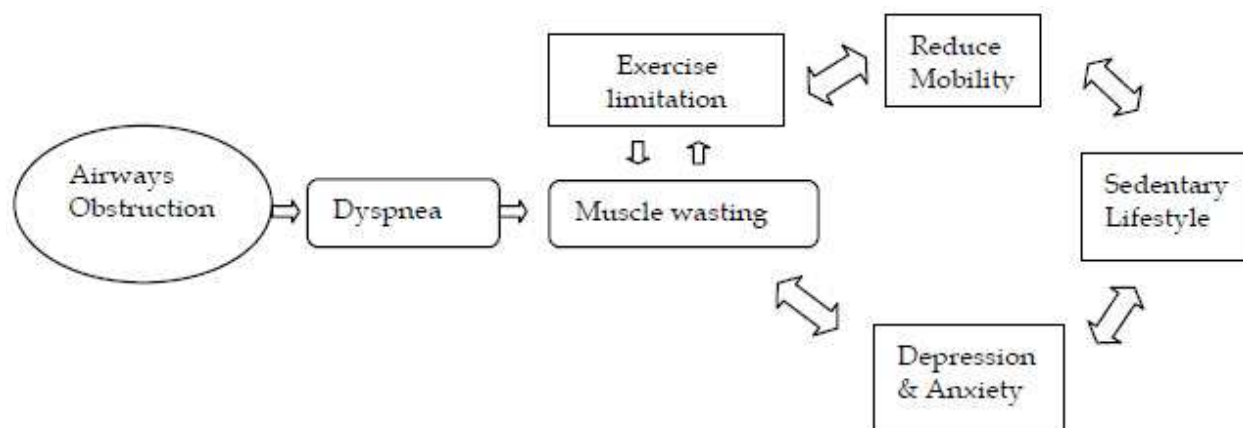 Airways
Obstruction
Dyspnea
Muscle wasting
Exercise
limitation
Reduce
Mobility
Sedentary
Lifestyle
Depression
& Anxiety